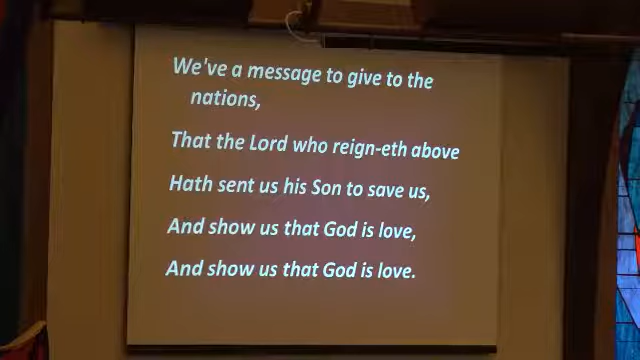 We've a message to give to the
nations,
That the Lord who reign-eth above
Hath sent us his Son to save us,
And show us that God is love,
And show us that God is love.